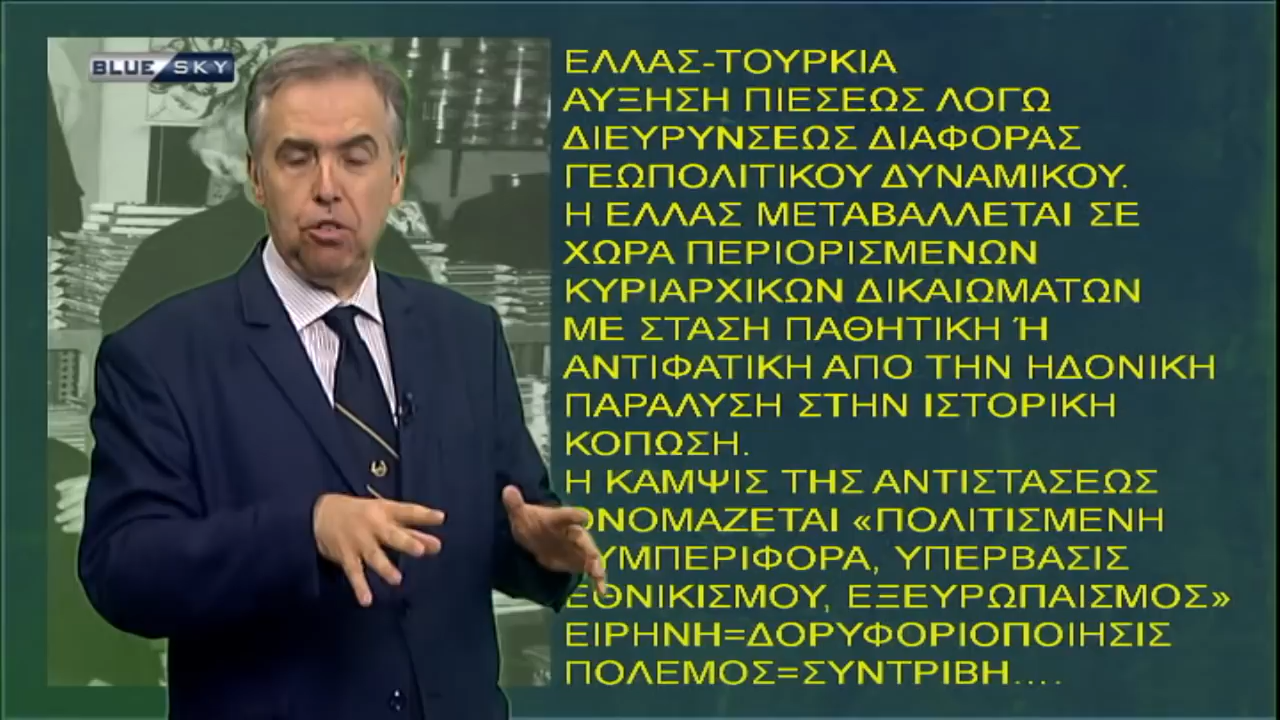 BLUE SKY
ΕΛΛΑΣ-ΤΟΥΡΚΙΑ
ΑΥΞΗΣΗ ΠΙΕΣΕΩΣ ΛΟΓΩ
ΔΙΕΥΡΥΝΣΕΩΣ ΔΙΑΦΟΡΑΣ
ΓΕΩΠΟΛΙΤΙΚΟΥ ΔΥΝΑΜΙΚΟΥ.
Η ΕΛΛΑΣ ΜΕΤΑΒΑΛΛΕΤΑΙ ΣΕ
ΧΩΡΑ ΠΕΡΙΟΡΙΣΜΕΝΩΝ
ΚΥΡΙΑΡΧΙΚΩΝ ΔΙΚΑΙΩΜΑΤΩΝ
ΜΕ ΣΤΑΣΗ ΠΑΘΗΤΙΚΗ Ή
ΑΝΤΙΦΑΤΙΚΗ ΑΠΟ ΤΗΝ ΗΔΟΝΙΚΗ
ΠΑΡΑΛΥΣΗ ΣΤΗΝ ΙΣΤΟΡΙΚΗ
ΚΟΠΩΣΗ.
Η ΚΑΜΨΙΣ ΤΗΣ ΑΝΤΙΣΤΑΣΕΩΣ
ΟΝΟΜΑΖΕΤΑΙ «ΠΟΛΙΤΙΣΜΕΝΗ
ΣΥΜΠΕΡΙΦΟΡΑ, ΥΠΕΡΒΑΣΙΣ
ΕΘΝΙΚΙΣΜΟΥ, ΕΞΕΥΡΩΠΑΙΣΜΟΣ»
ΕΙΡΗΝΗ=ΔΟΡΥΦΟΡΙΟΠΟΙΗΣΙΣ
ΠΟΛΕΜΟΣ=ΣΥΝΤΡΙΒΗ....